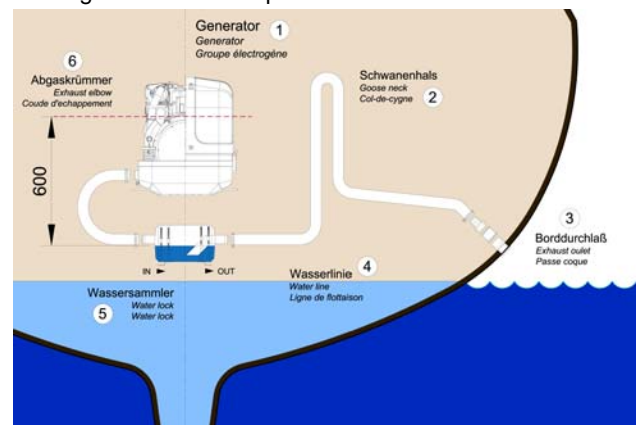 Generator
Generator
Groupe électrogène
1
6
Abgaskrümmer
Exhaust elbow
Coude d'echappement
Schwanenhals
Goose neck
Col-de-cygne
2
600
3
Borddurchlaß
Exhaust oulet
Passe coque
IN
OUT
Wasserlinie
Water line
Ligne de flottaison
4
Wassersammler
Water lock
Water lock
5